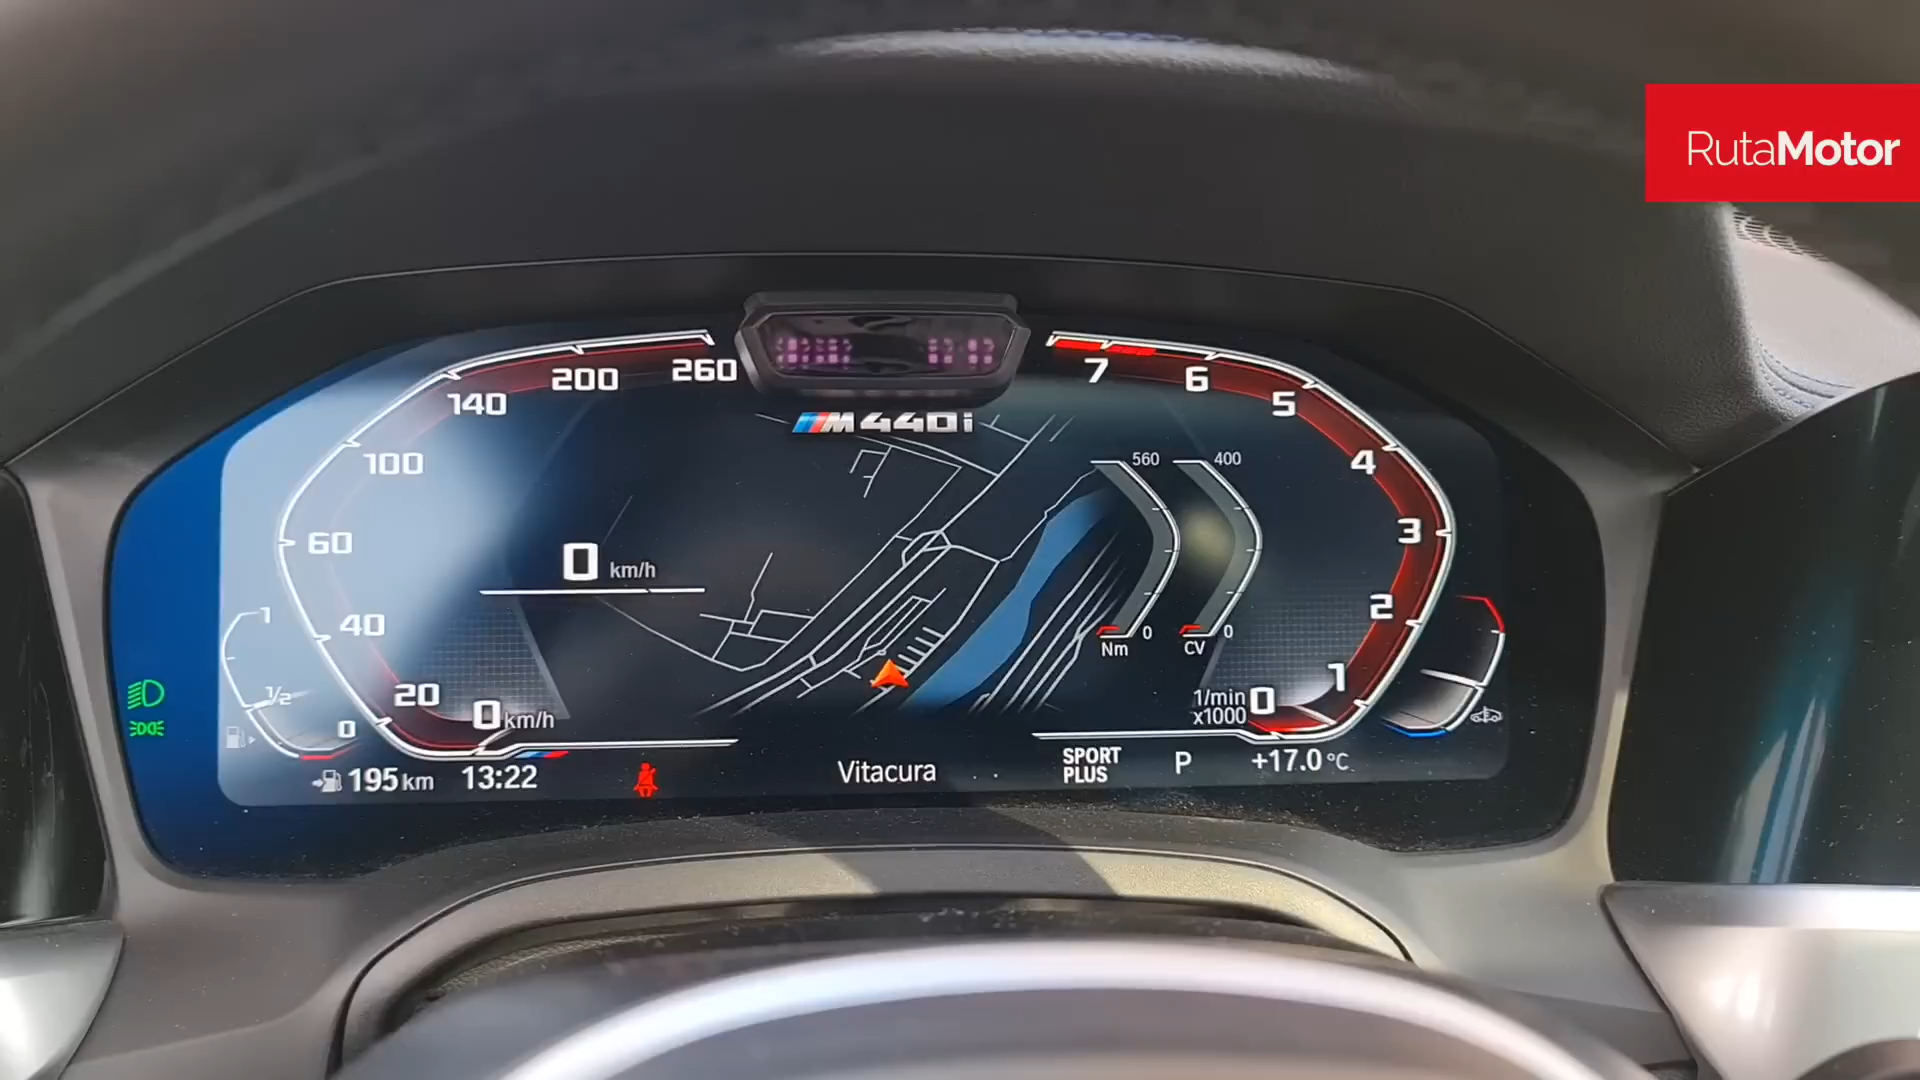 RutaMotor
260
200
140
100
60
40
20
0 km/h
M440i
0 km/h
7
6
5
4
3
2
1
0
1/min
x1000
560
0
Nm
400
0
CV
1
1/2
0
195 km
13:22
Vitacura
SPORT
PLUS
P
+17.0 °C